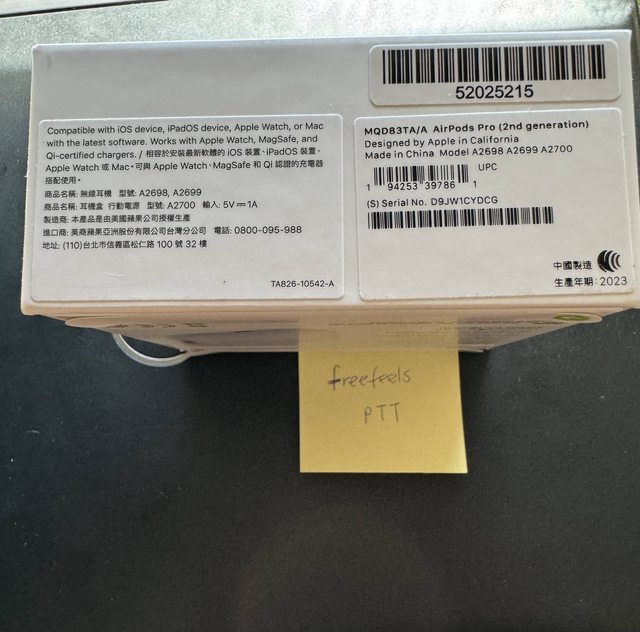 52025215
Compatible with iOS device, iPadOS device, Apple Watch, or Mac
with the latest software. Works with Apple Watch, MagSafe, and
Qi-certified chargers. / 相容於安裝最新軟體的 iOS 裝置、iPadOS 裝置、
Apple Watch 或 Mac。可與 Apple Watch、MagSafe 和 Qi 認證的充電器
搭配使用。
商品名稱: 無線耳機 型號: A2698, A2699
商品名稱: 耳機盒 行動電源 型號: A2700 輸入: 5V⎓1A
製造商: 本產品是由美國蘋果公司授權生產
進口商: 美商蘋果亞洲股份有限公司台灣分公司 電話: 0800-095-988
地址: (110)台北市信義區松仁路 100 號 32 樓
TA826-10542-A
MQD83TA/A AirPods Pro (2nd generation)
Designed by Apple in California
Made in China Model A2698 A2699 A2700
UPC
1 94253 39786 1
(S) Serial No. D9JW1CYDCG
中國製造
生產年期: 2023
freefeels
PTT